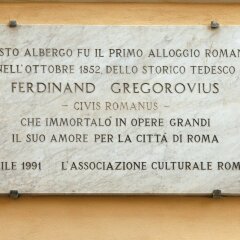 STO ALBERGO FU IL PRIMO ALLOGGIO ROMAN
NELL'OTTOBRE 1852, DELLO STORICO TEDESCO
FERDINAND GREGOROVIUS
- CIVIS ROMANUS -
CHE IMMORTALÒ IN OPERE GRANDI
IL SUO AMORE PER LA CITTÀ DI ROMA
ILE 1991 L'ASSOCIAZIONE CULTURALE ROM